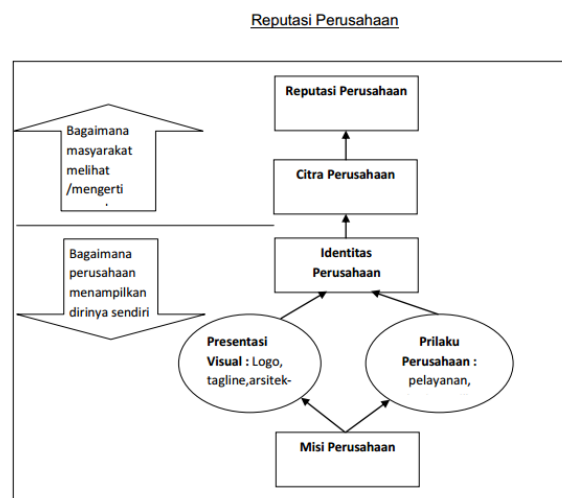 Reputasi Perusahaan
Reputasi Perusahaan
Bagaimana
masyarakat
melihat
/mengerti
Citra Perusahaan
Identitas
Perusahaan
Bagaimana
perusahaan
menampilkan
dirinya sendiri
Presentasi
Visual : Logo,
tagline,arsitek-
Prilaku
Perusahaan :
pelayanan,
Misi Perusahaan